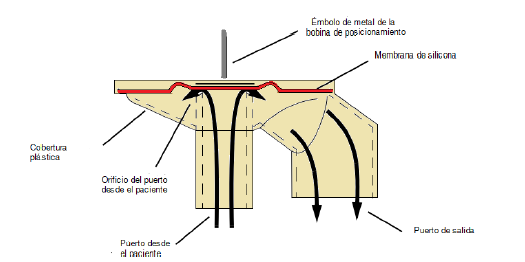 Émbolo de metal de la
bobina de posicionamiento
Membrana de silicona
Cobertura
plástica
Orificio del puerto
desde el paciente
Puerto desde
el paciente
Puerto de salida